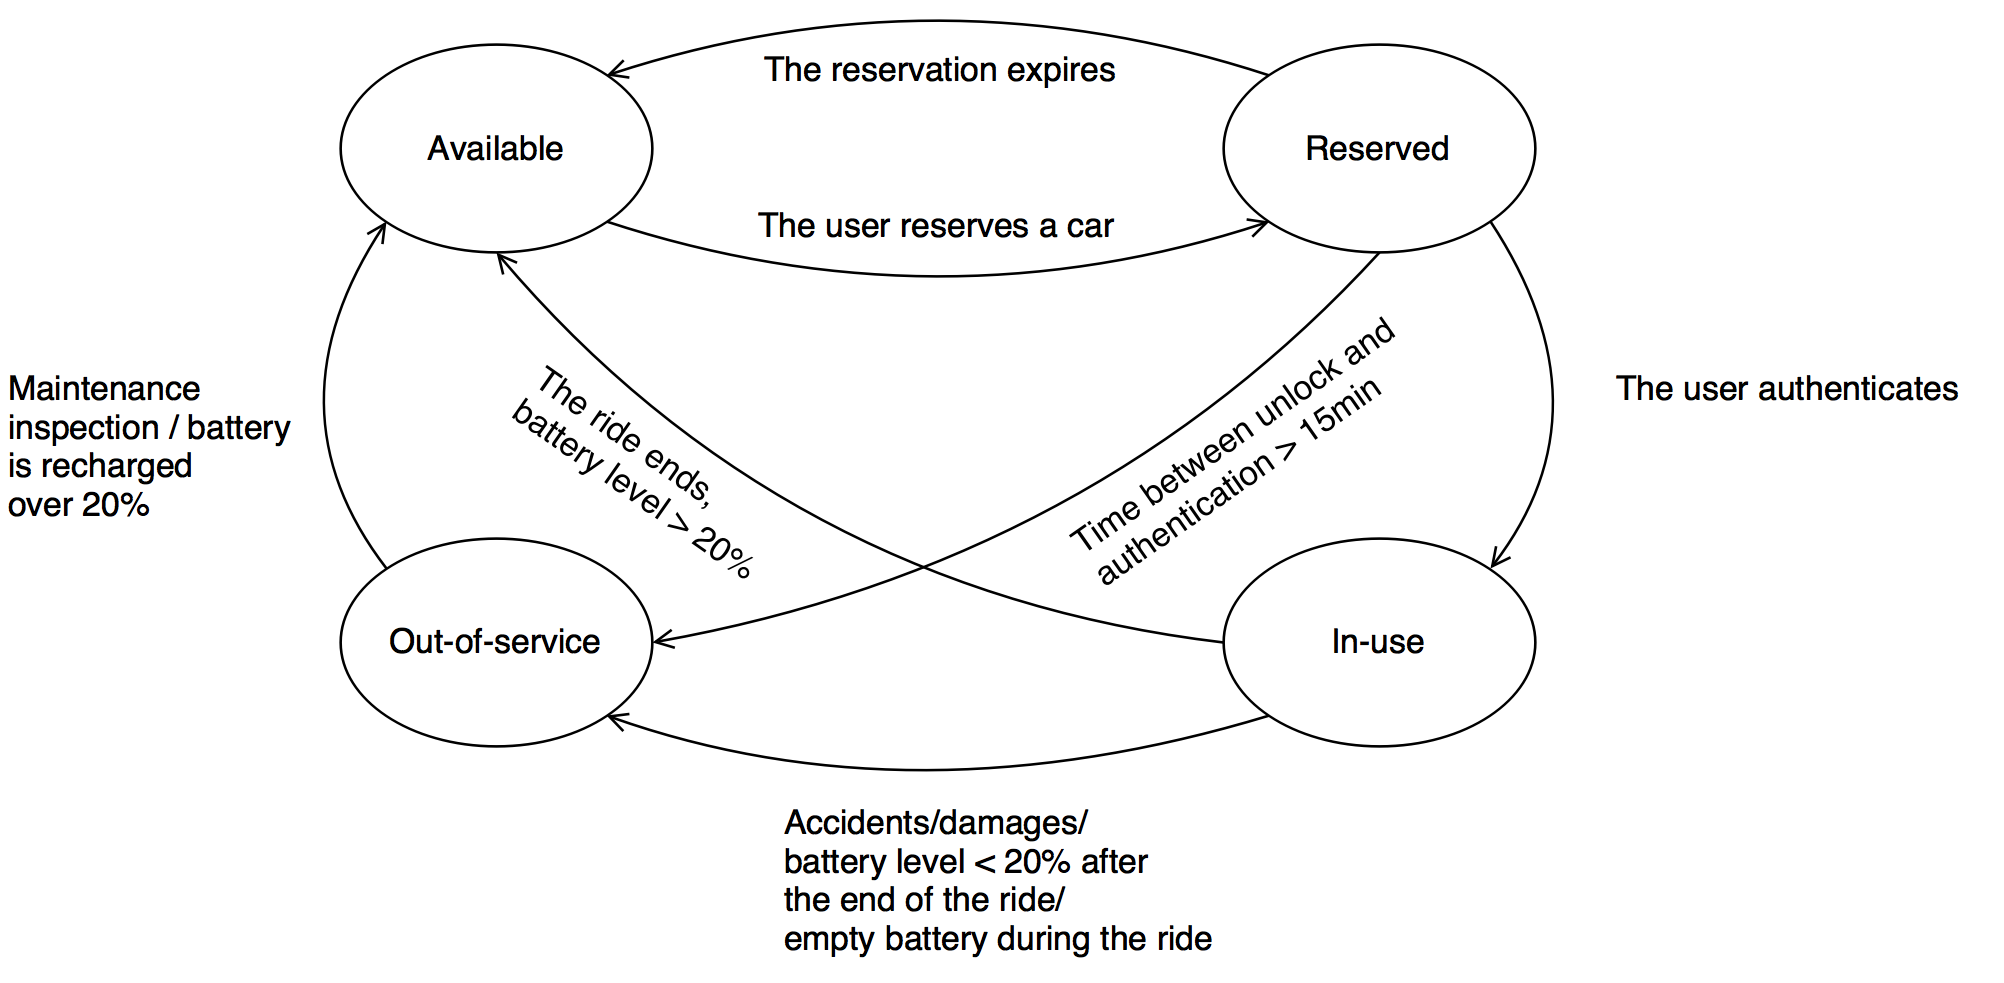 The reservation expires
Available
Reserved
The user reserves a car
Maintenance
inspection / battery
is recharged
over 20%
The ride ends,
battery level > 20%
Time between unlock and
authentication > 15min
The user authenticates
Out-of-service
In-use
Accidents/damages/
battery level < 20% after
the end of the ride/
empty battery during the ride